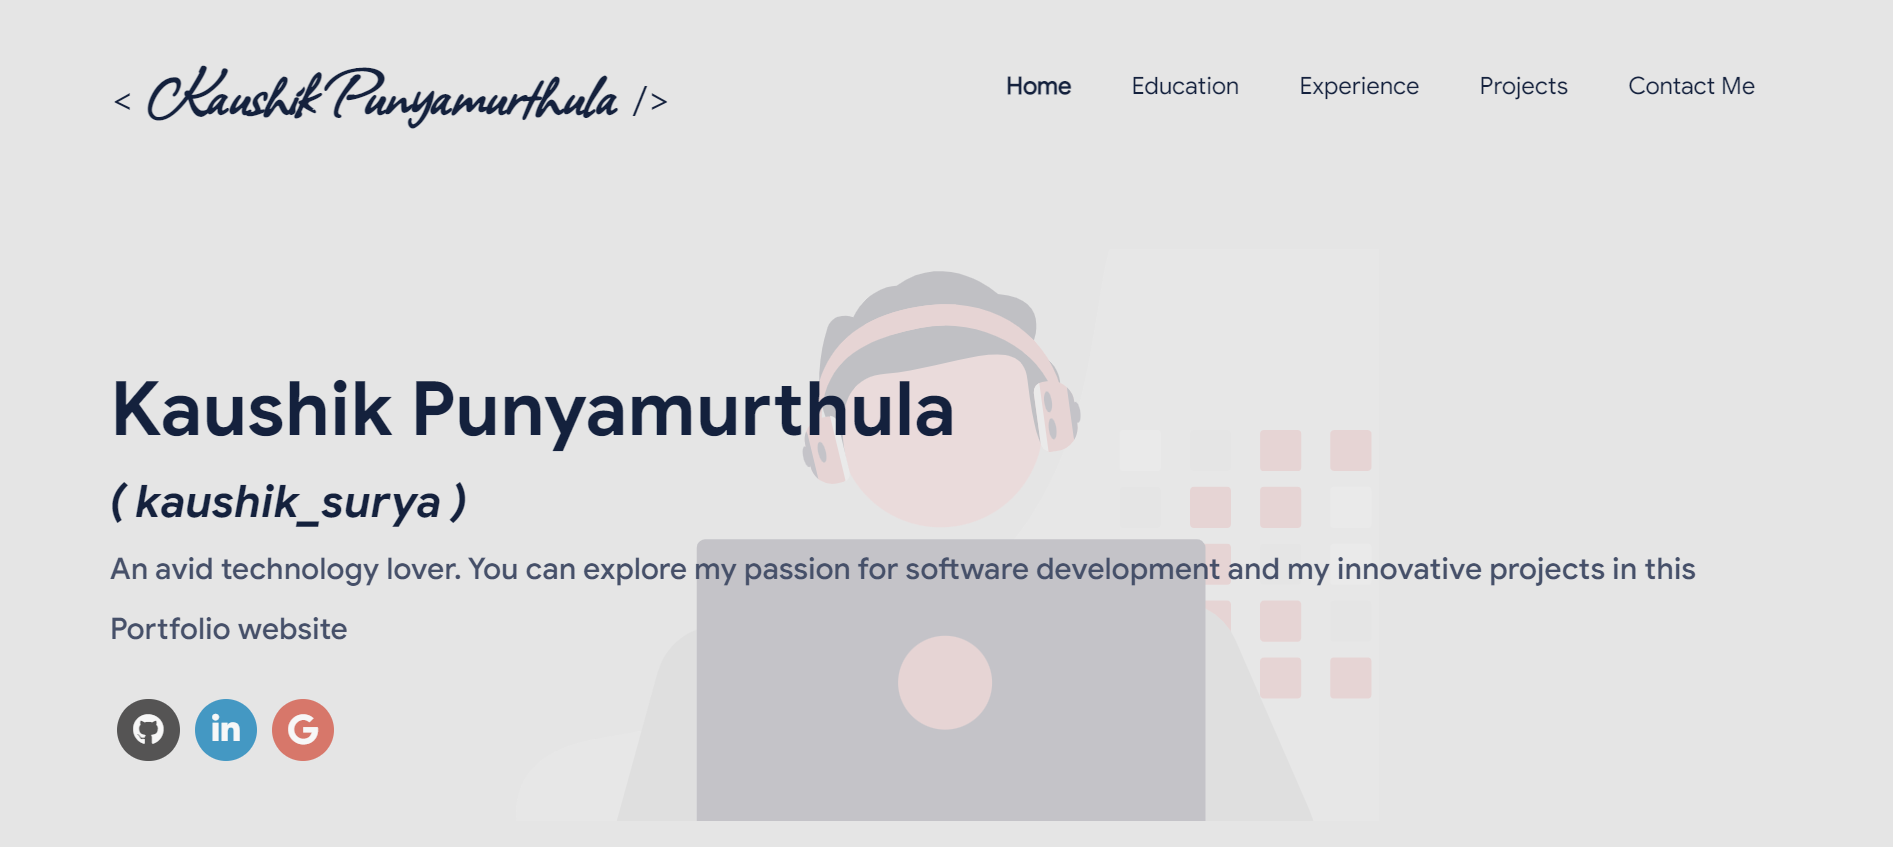 < Kaushik Punyamurthula />
Home Education Experience Projects Contact Me
Kaushik Punyamurthula
( kaushik_surya )
An avid technology lover. You can explore my passion for software development and my innovative projects in this
Portfolio website
in G